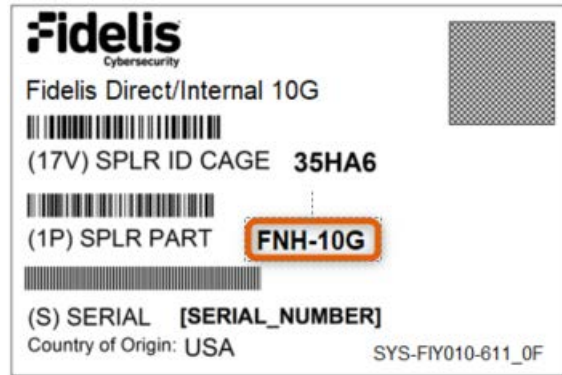 Fidelis
Cybersecurity
Fidelis Direct/Internal 10G
(17V) SPLR ID CAGE 35HA6
(1P) SPLR PART FNH-10G
(S) SERIAL [SERIAL_NUMBER]
Country of Origin: USA
SYS-FIY010-611_0F